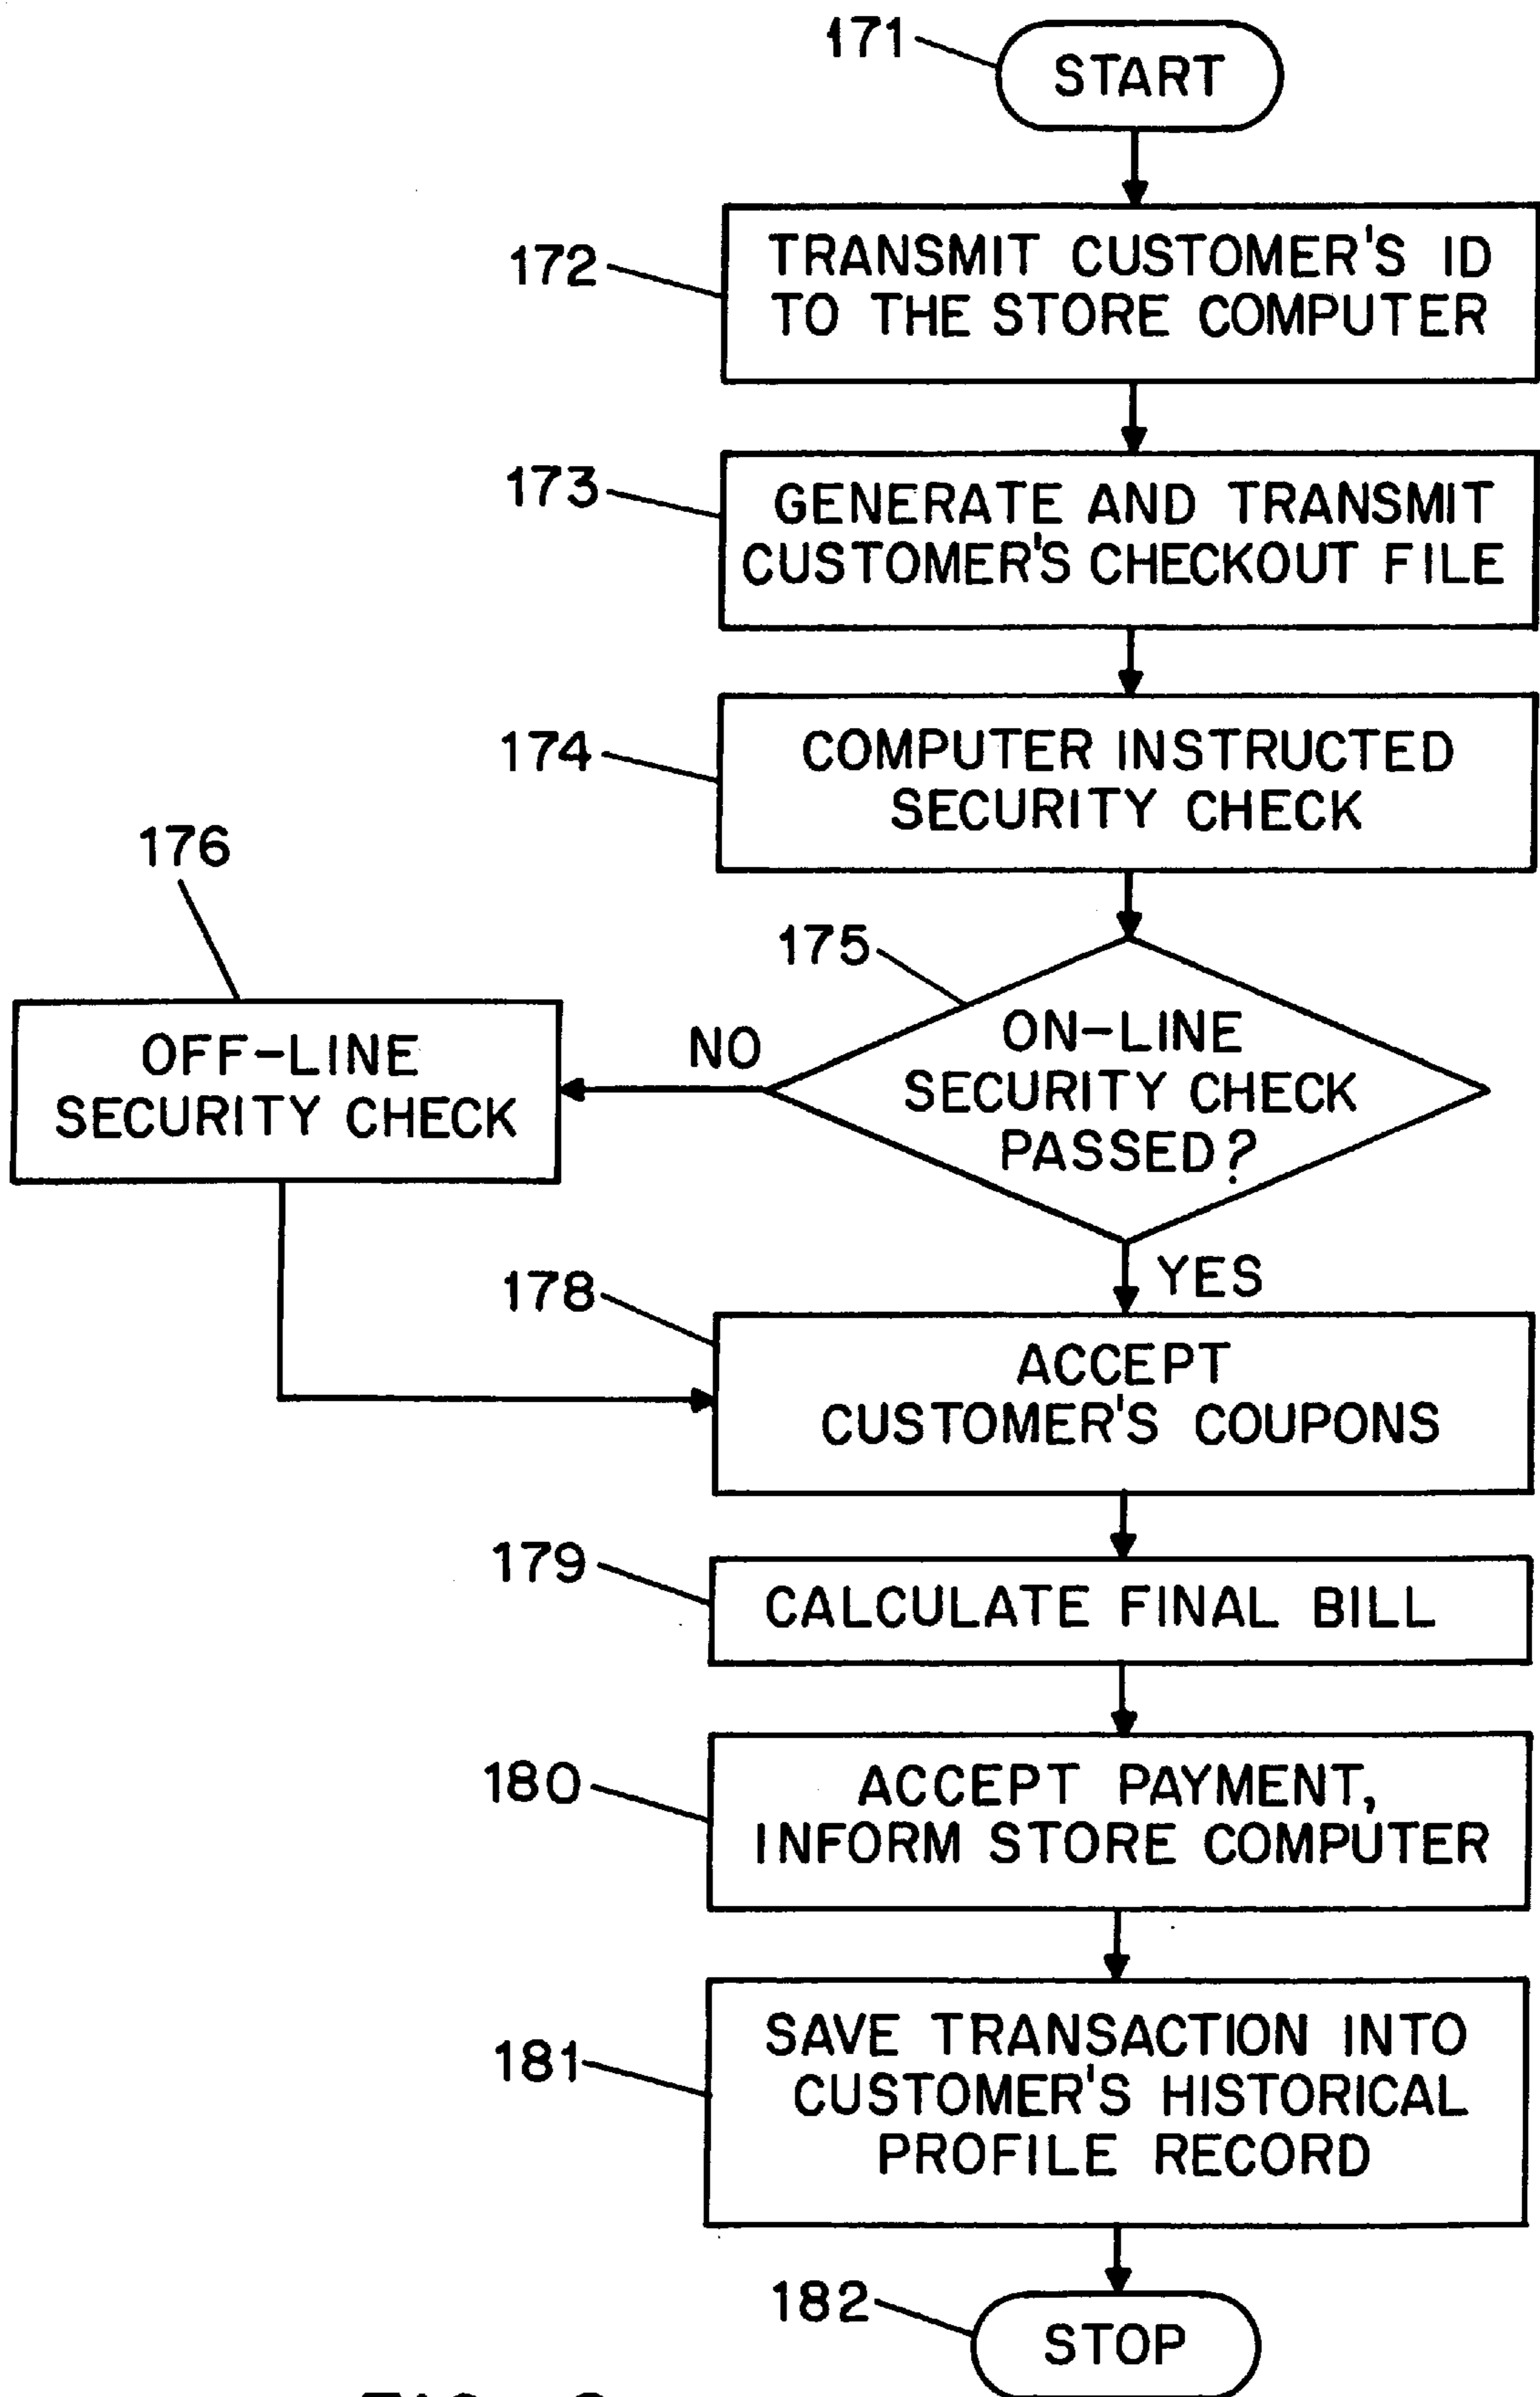 171
START
172
TRANSMIT CUSTOMER'S ID
TO THE STORE COMPUTER
173
GENERATE AND TRANSMIT
CUSTOMER'S CHECKOUT FILE
174
COMPUTER INSTRUCTED
SECURITY CHECK
176
175
OFF-LINE
SECURITY CHECK
NO
ON-LINE
SECURITY CHECK
PASSED?
YES
178
ACCEPT
CUSTOMER'S COUPONS
179
CALCULATE FINAL BILL
180
ACCEPT PAYMENT,
INFORM STORE COMPUTER
181
SAVE TRANSACTION INTO
CUSTOMER'S HISTORICAL
PROFILE RECORD
182
STOP